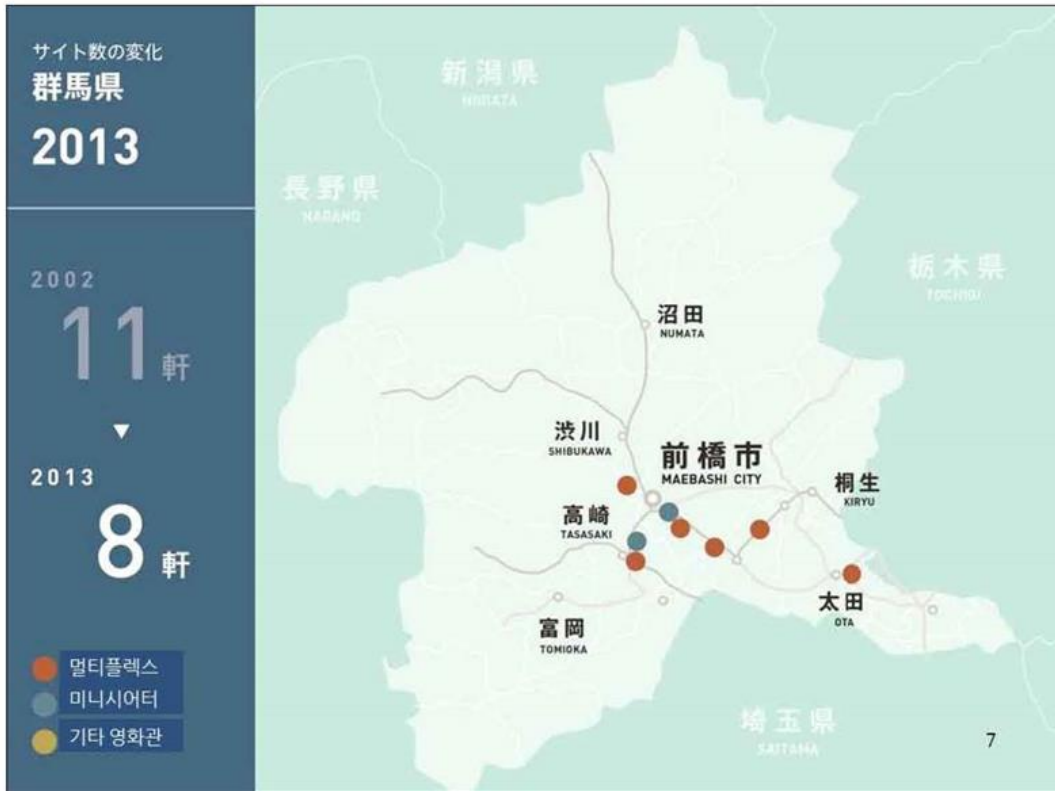 サイト数の変化
群馬県
2013
2002
11軒
▼
2013
8軒
멀티플렉스
미니시어터
기타 영화관
新潟県
NIIGATA
長野県
NAGANO
栃木県
TOCHIGI
沼田
NUMATA
渋川
SHIBUKAWA
前橋市
MAEBASHI CITY
桐生
KIRYU
高崎
TASASAKI
太田
OTA
富岡
TOMIOKA
埼玉県
SAITAMA
7